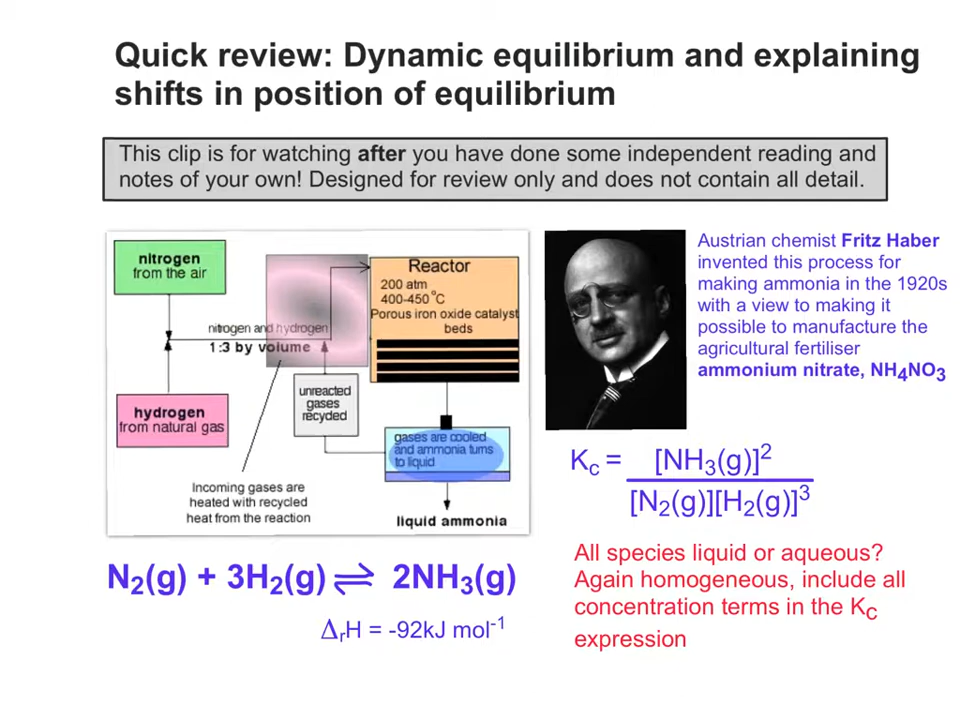 Quick review: Dynamic equilibrium and explaining
shifts in position of equilibrium
This clip is for watching after you have done some independent reading and
notes of your own! Designed for review only and does not contain all detail.
nitrogen
from the air
nitrogen and hydrogen
1:3 by volume
hydrogen
from natural gas
Incoming gases are
heated with recycled
heat from the reaction
unreacted
gases
recyded
Reactor
200 atm
400-450 °C
Porous iron oxide catalyst
beds
gases are cooled
and ammonia turns
to liquid
liquid ammonia
Austrian chemist Fritz Haber
invented this process for
making ammonia in the 1920s
with a view to making it
possible to manufacture the
agricultural fertiliser
ammonium nitrate, NH₄NO₃
K꜀ = [NH₃(g)]²
[N₂(g)][H₂(g)]³
N₂(g) + 3H₂(g) ⇌ 2NH₃(g)
ΔᵣH = -92kJ mol⁻¹
All species liquid or aqueous?
Again homogeneous, include all
concentration terms in the K꜀
expression